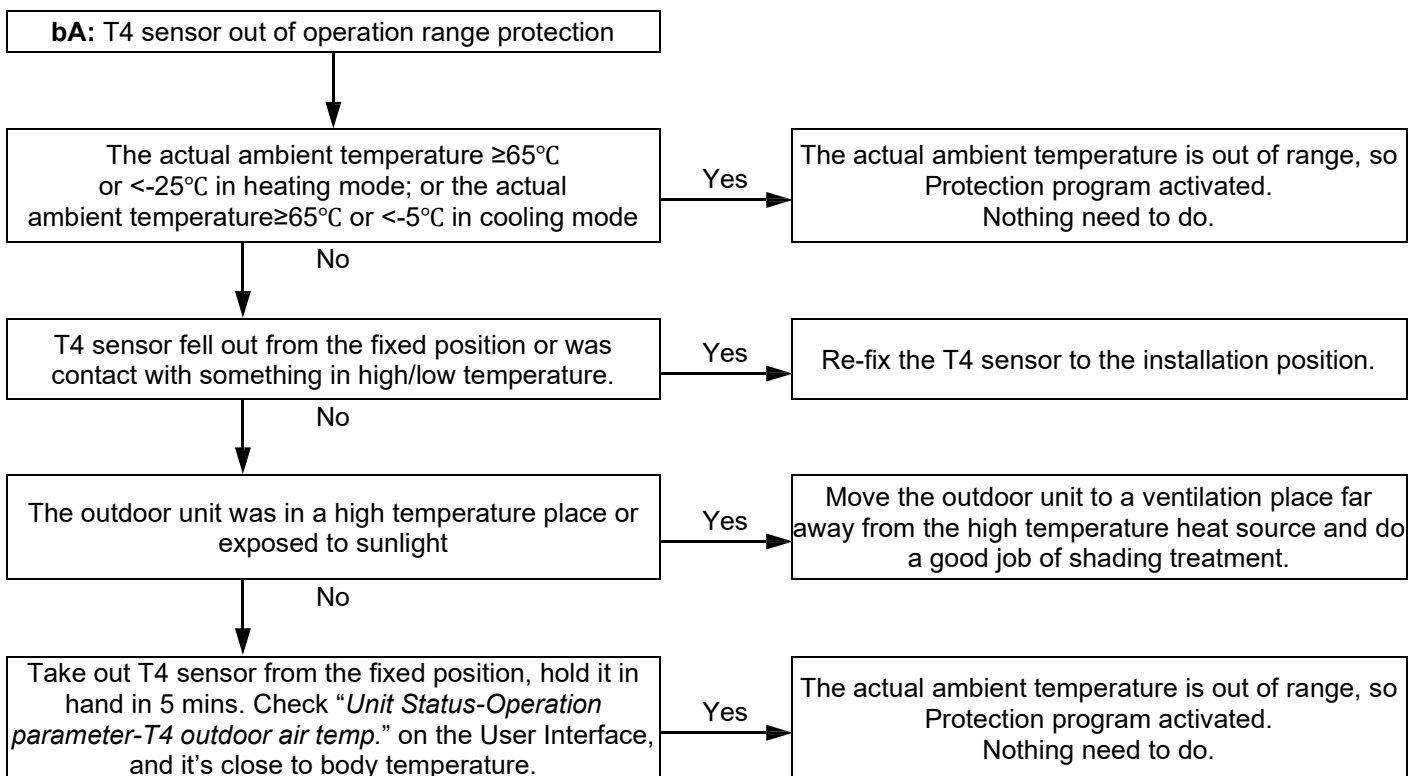 bA: T4 sensor out of operation range protection
The actual ambient temperature ≥65℃
or <-25℃ in heating mode; or the actual
ambient temperature≥65℃ or <-5℃ in cooling mode
Yes
The actual ambient temperature is out of range, so
Protection program activated.
Nothing need to do.
No
T4 sensor fell out from the fixed position or was
contact with something in high/low temperature.
Yes
Re-fix the T4 sensor to the installation position.
No
The outdoor unit was in a high temperature place or
exposed to sunlight
Yes
Move the outdoor unit to a ventilation place far
away from the high temperature heat source and do
a good job of shading treatment.
No
Take out T4 sensor from the fixed position, hold it in
hand in 5 mins. Check “Unit Status-Operation
parameter-T4 outdoor air temp.” on the User Interface,
and it’s close to body temperature.
Yes
The actual ambient temperature is out of range, so
Protection program activated.
Nothing need to do.